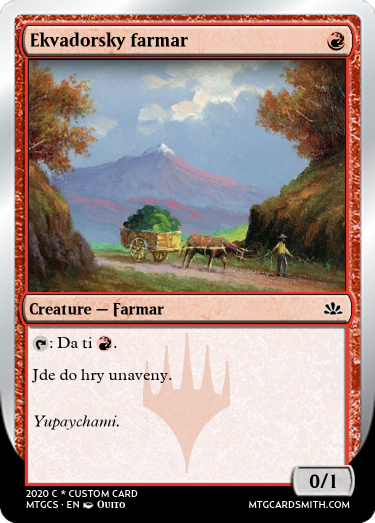 Ekvadorsky farmar
Creature — Farmar
: Da ti .
Jde do hry unaveny.
Yupaychami.
0/1
2020 C * CUSTOM CARD
MTGCS • EN Quito
MTGCARDSMITH.COM